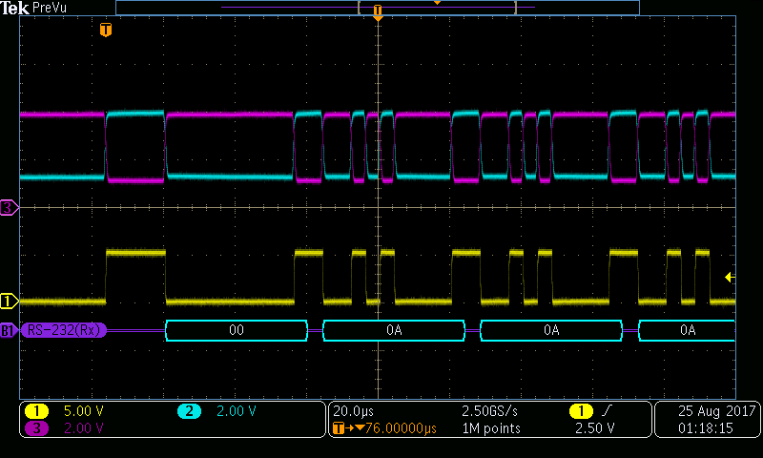 Tek PreVu
T
T
3
1
B1 RS-232(Rx) 00 0A 0A 0A
1 5.00 V 2 2.00 V 20.0µs 2.50GS/s 1 / 25 Aug 2017
3 2.00 V T→▼76.00000µs 1M points 2.50 V 01:18:15